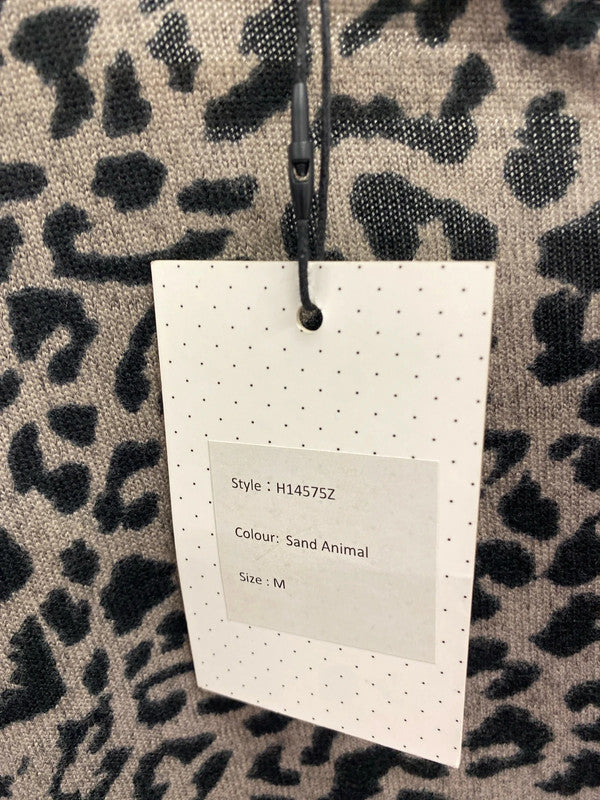 Style : H14575Z
Colour: Sand Animal
Size : M